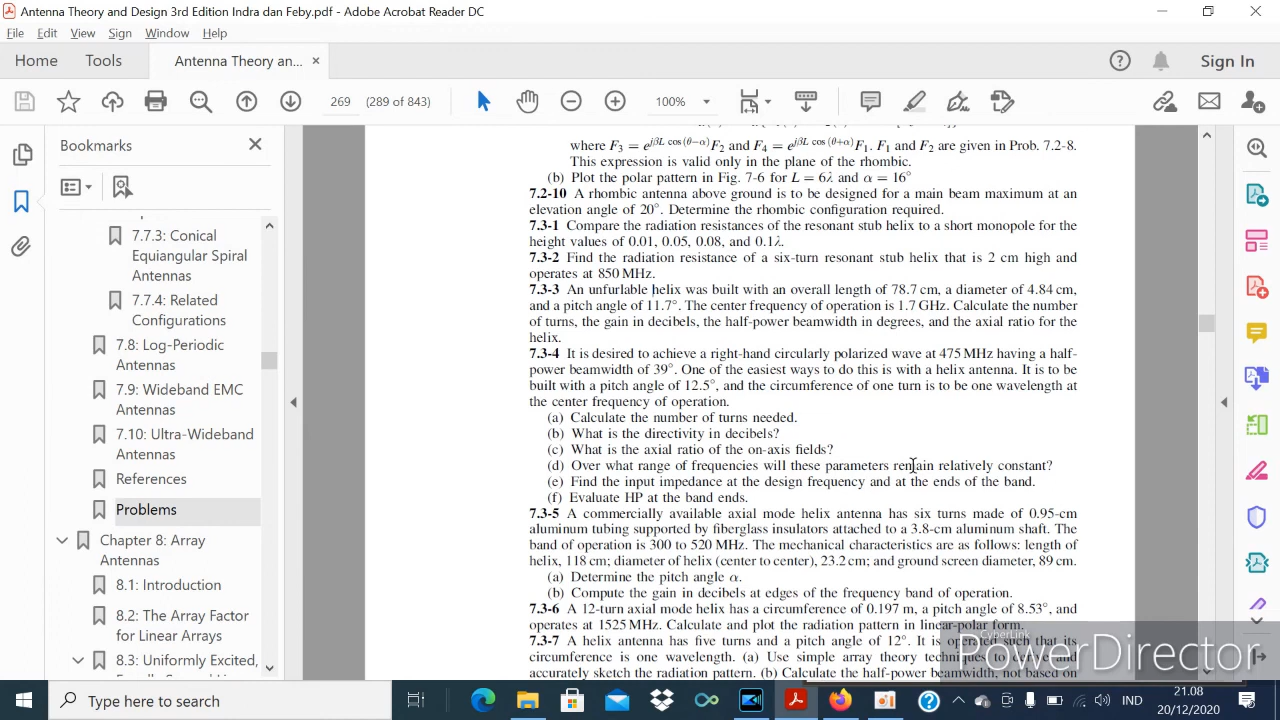 Antenna Theory and Design 3rd Edition Indra dan Feby.pdf - Adobe Acrobat Reader DC
File Edit View Sign Window Help
Home Tools Antenna Theory an... × Sign In
269 (289 of 843) 100%
Bookmarks
7.7.3: Conical
Equiangular Spiral
Antennas
7.7.4: Related
Configurations
7.8: Log-Periodic
Antennas
7.9: Wideband EMC
Antennas
7.10: Ultra-Wideband
Antennas
References
Problems
Chapter 8: Array
Antennas
8.1: Introduction
8.2: The Array Factor
for Linear Arrays
8.3: Uniformly Excited,
where F₃ = e^{jβL cos (θ−α)}F₂ and F₄ = e^{jβL cos (θ+α)}F₁. F₁ and F₂ are given in Prob. 7.2-8.
This expression is valid only in the plane of the rhombic.
(b) Plot the polar pattern in Fig. 7-6 for L = 6λ and α = 16°
7.2-10 A rhombic antenna above ground is to be designed for a main beam maximum at an
elevation angle of 20°. Determine the rhombic configuration required.
7.3-1 Compare the radiation resistances of the resonant stub helix to a short monopole for the
height values of 0.01, 0.05, 0.08, and 0.1λ.
7.3-2 Find the radiation resistance of a six-turn resonant stub helix that is 2 cm high and
operates at 850 MHz.
7.3-3 An unfurlable helix was built with an overall length of 78.7 cm, a diameter of 4.84 cm,
and a pitch angle of 11.7°. The center frequency of operation is 1.7 GHz. Calculate the number
of turns, the gain in decibels, the half-power beamwidth in degrees, and the axial ratio for the
helix.
7.3-4 It is desired to achieve a right-hand circularly polarized wave at 475 MHz having a half-
power beamwidth of 39°. One of the easiest ways to do this is with a helix antenna. It is to be
built with a pitch angle of 12.5°, and the circumference of one turn is to be one wavelength at
the center frequency of operation.
(a) Calculate the number of turns needed.
(b) What is the directivity in decibels?
(c) What is the axial ratio of the on-axis fields?
(d) Over what range of frequencies will these parameters remain relatively constant?
(e) Find the input impedance at the design frequency and at the ends of the band.
(f) Evaluate HP at the band ends.
7.3-5 A commercially available axial mode helix antenna has six turns made of 0.95-cm
aluminum tubing supported by fiberglass insulators attached to a 3.8-cm aluminum shaft. The
band of operation is 300 to 520 MHz. The mechanical characteristics are as follows: length of
helix, 118 cm; diameter of helix (center to center), 23.2 cm; and ground screen diameter, 89 cm.
(a) Determine the pitch angle α.
(b) Compute the gain in decibels at edges of the frequency band of operation.
7.3-6 A 12-turn axial mode helix has a circumference of 0.197 m, a pitch angle of 8.53°, and
operates at 1525 MHz. Calculate and plot the radiation pattern in linear-polar form.
7.3-7 A helix antenna has five turns and a pitch angle of 12°. It is operated such that its
circumference is one wavelength. (a) Use simple array theory techniques to derive and
accurately sketch the radiation pattern. (b) Calculate the half-power beamwidth, not based on
CyberLink
PowerDirector
Type here to search
IND
21.08
20/12/2020